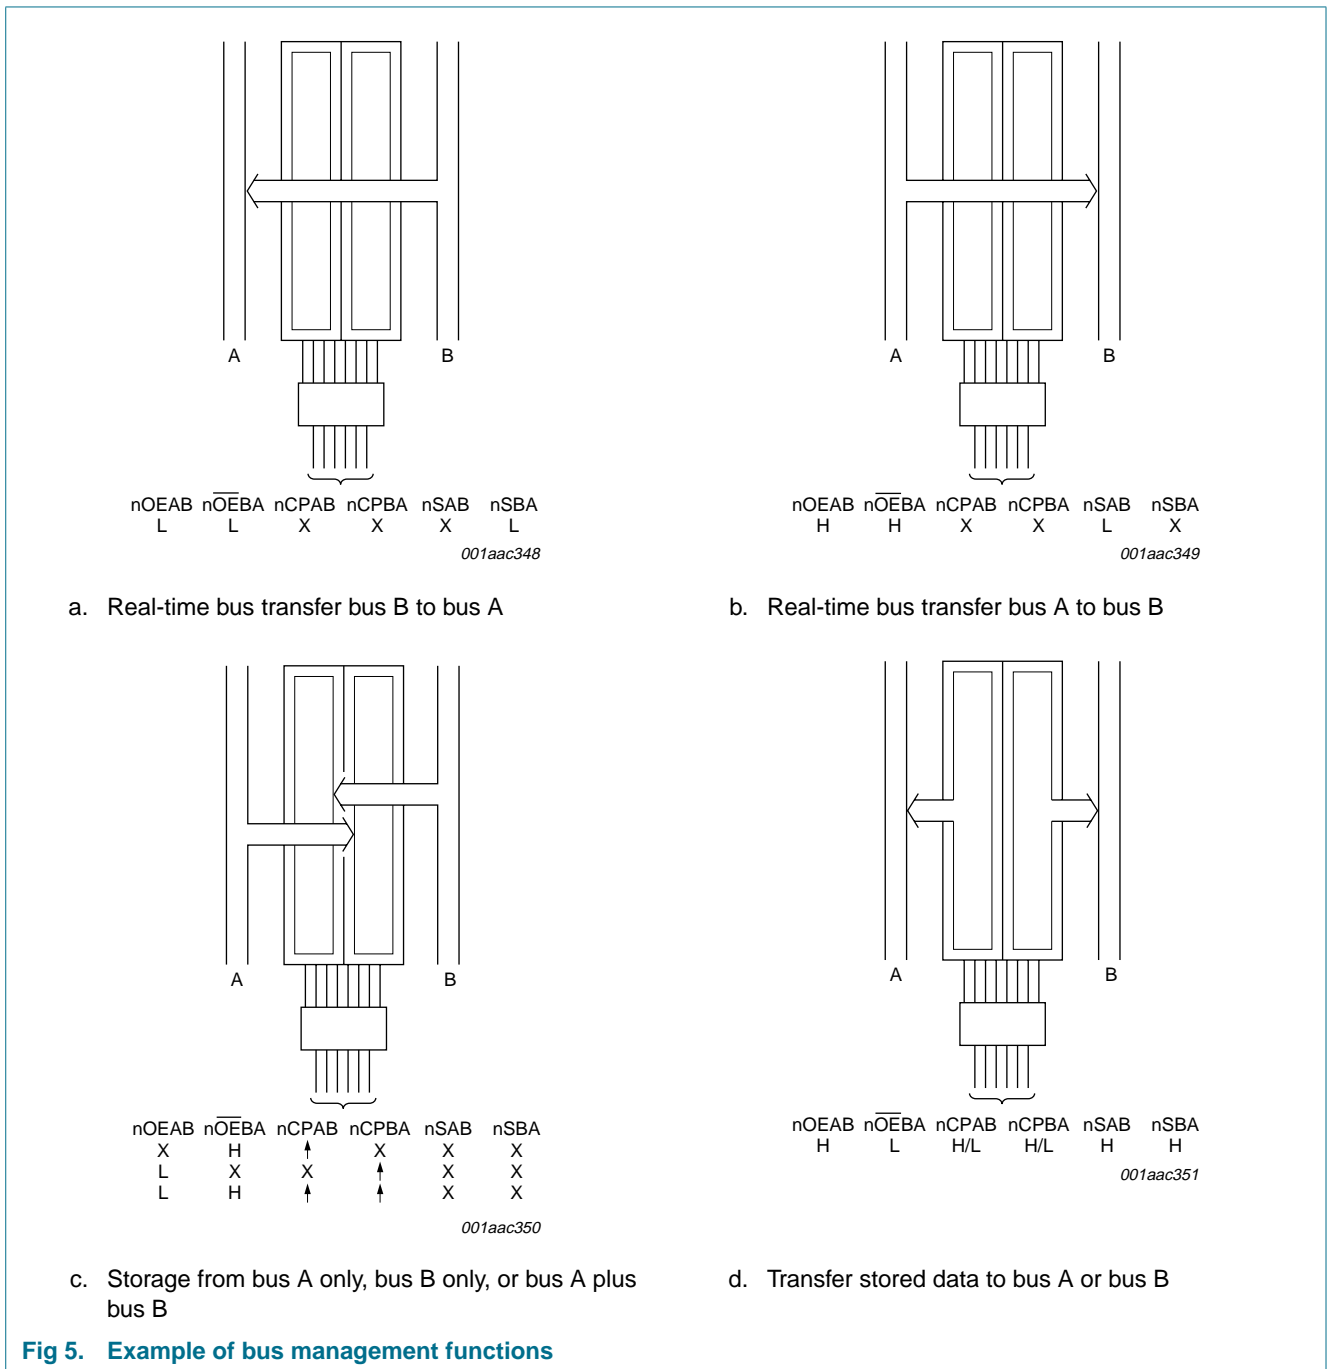 A B
nOEAB nOEBA nCPAB nCPBA nSAB nSBA
L L X X X L
001aac348
a. Real-time bus transfer bus B to bus A
A B
nOEAB nOEBA nCPAB nCPBA nSAB nSBA
H H X X L X
001aac349
b. Real-time bus transfer bus A to bus B
A B
nOEAB nOEBA nCPAB nCPBA nSAB nSBA
X H ↑ X X X
L X X ↑ X X
L H ↑ ↑ X X
001aac350
c. Storage from bus A only, bus B only, or bus A plus
bus B
A B
nOEAB nOEBA nCPAB nCPBA nSAB nSBA
H L H/L H/L H H
001aac351
d. Transfer stored data to bus A or bus B
Fig 5. Example of bus management functions